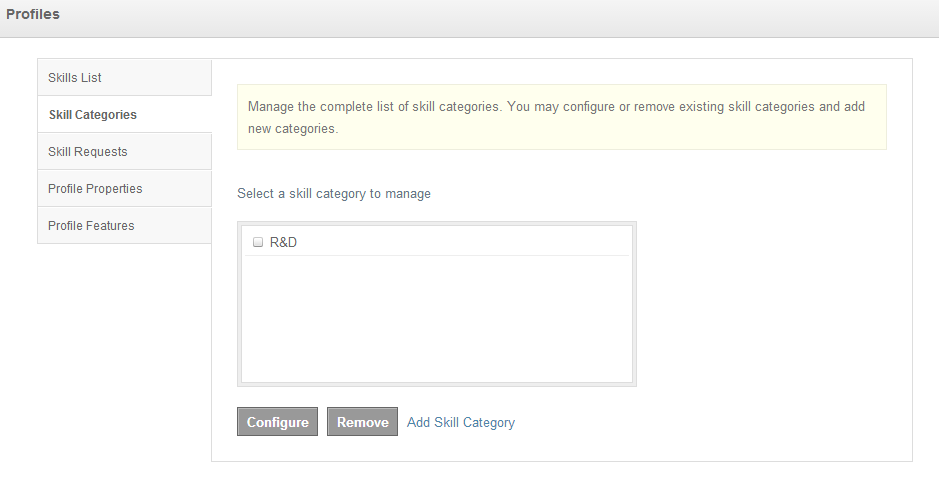 Profiles
Skills List
Skill Categories
Skill Requests
Profile Properties
Profile Features
Manage the complete list of skill categories. You may configure or remove existing skill categories and add
new categories.
Select a skill category to manage
R&D
Configure Remove Add Skill Category